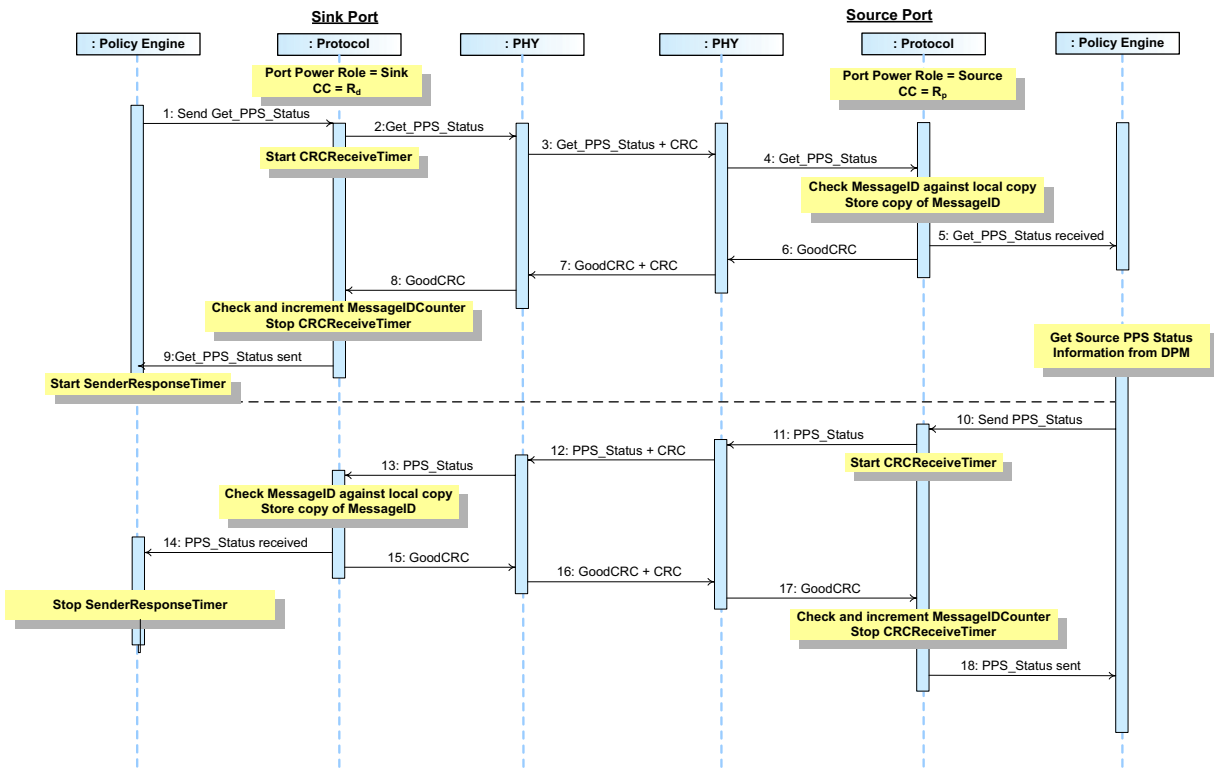 Sink Port
Source Port
: Policy Engine
: Protocol
: PHY
: PHY
: Protocol
: Policy Engine
Port Power Role = Sink
CC = Rd
Port Power Role = Source
CC = Rp
1: Send Get_PPS_Status
2:Get_PPS_Status
Start CRCReceiveTimer
3: Get_PPS_Status + CRC
4: Get_PPS_Status
Check MessageID against local copy
Store copy of MessageID
5: Get_PPS_Status received
6: GoodCRC
7: GoodCRC + CRC
8: GoodCRC
Check and increment MessageIDCounter
Stop CRCReceiveTimer
9:Get_PPS_Status sent
Start SenderResponseTimer
Get Source PPS Status
Information from DPM
10: Send PPS_Status
11: PPS_Status
Start CRCReceiveTimer
12: PPS_Status + CRC
13: PPS_Status
Check MessageID against local copy
Store copy of MessageID
14: PPS_Status received
15: GoodCRC
16: GoodCRC + CRC
17: GoodCRC
Stop SenderResponseTimer
Check and increment MessageIDCounter
Stop CRCReceiveTimer
18: PPS_Status sent